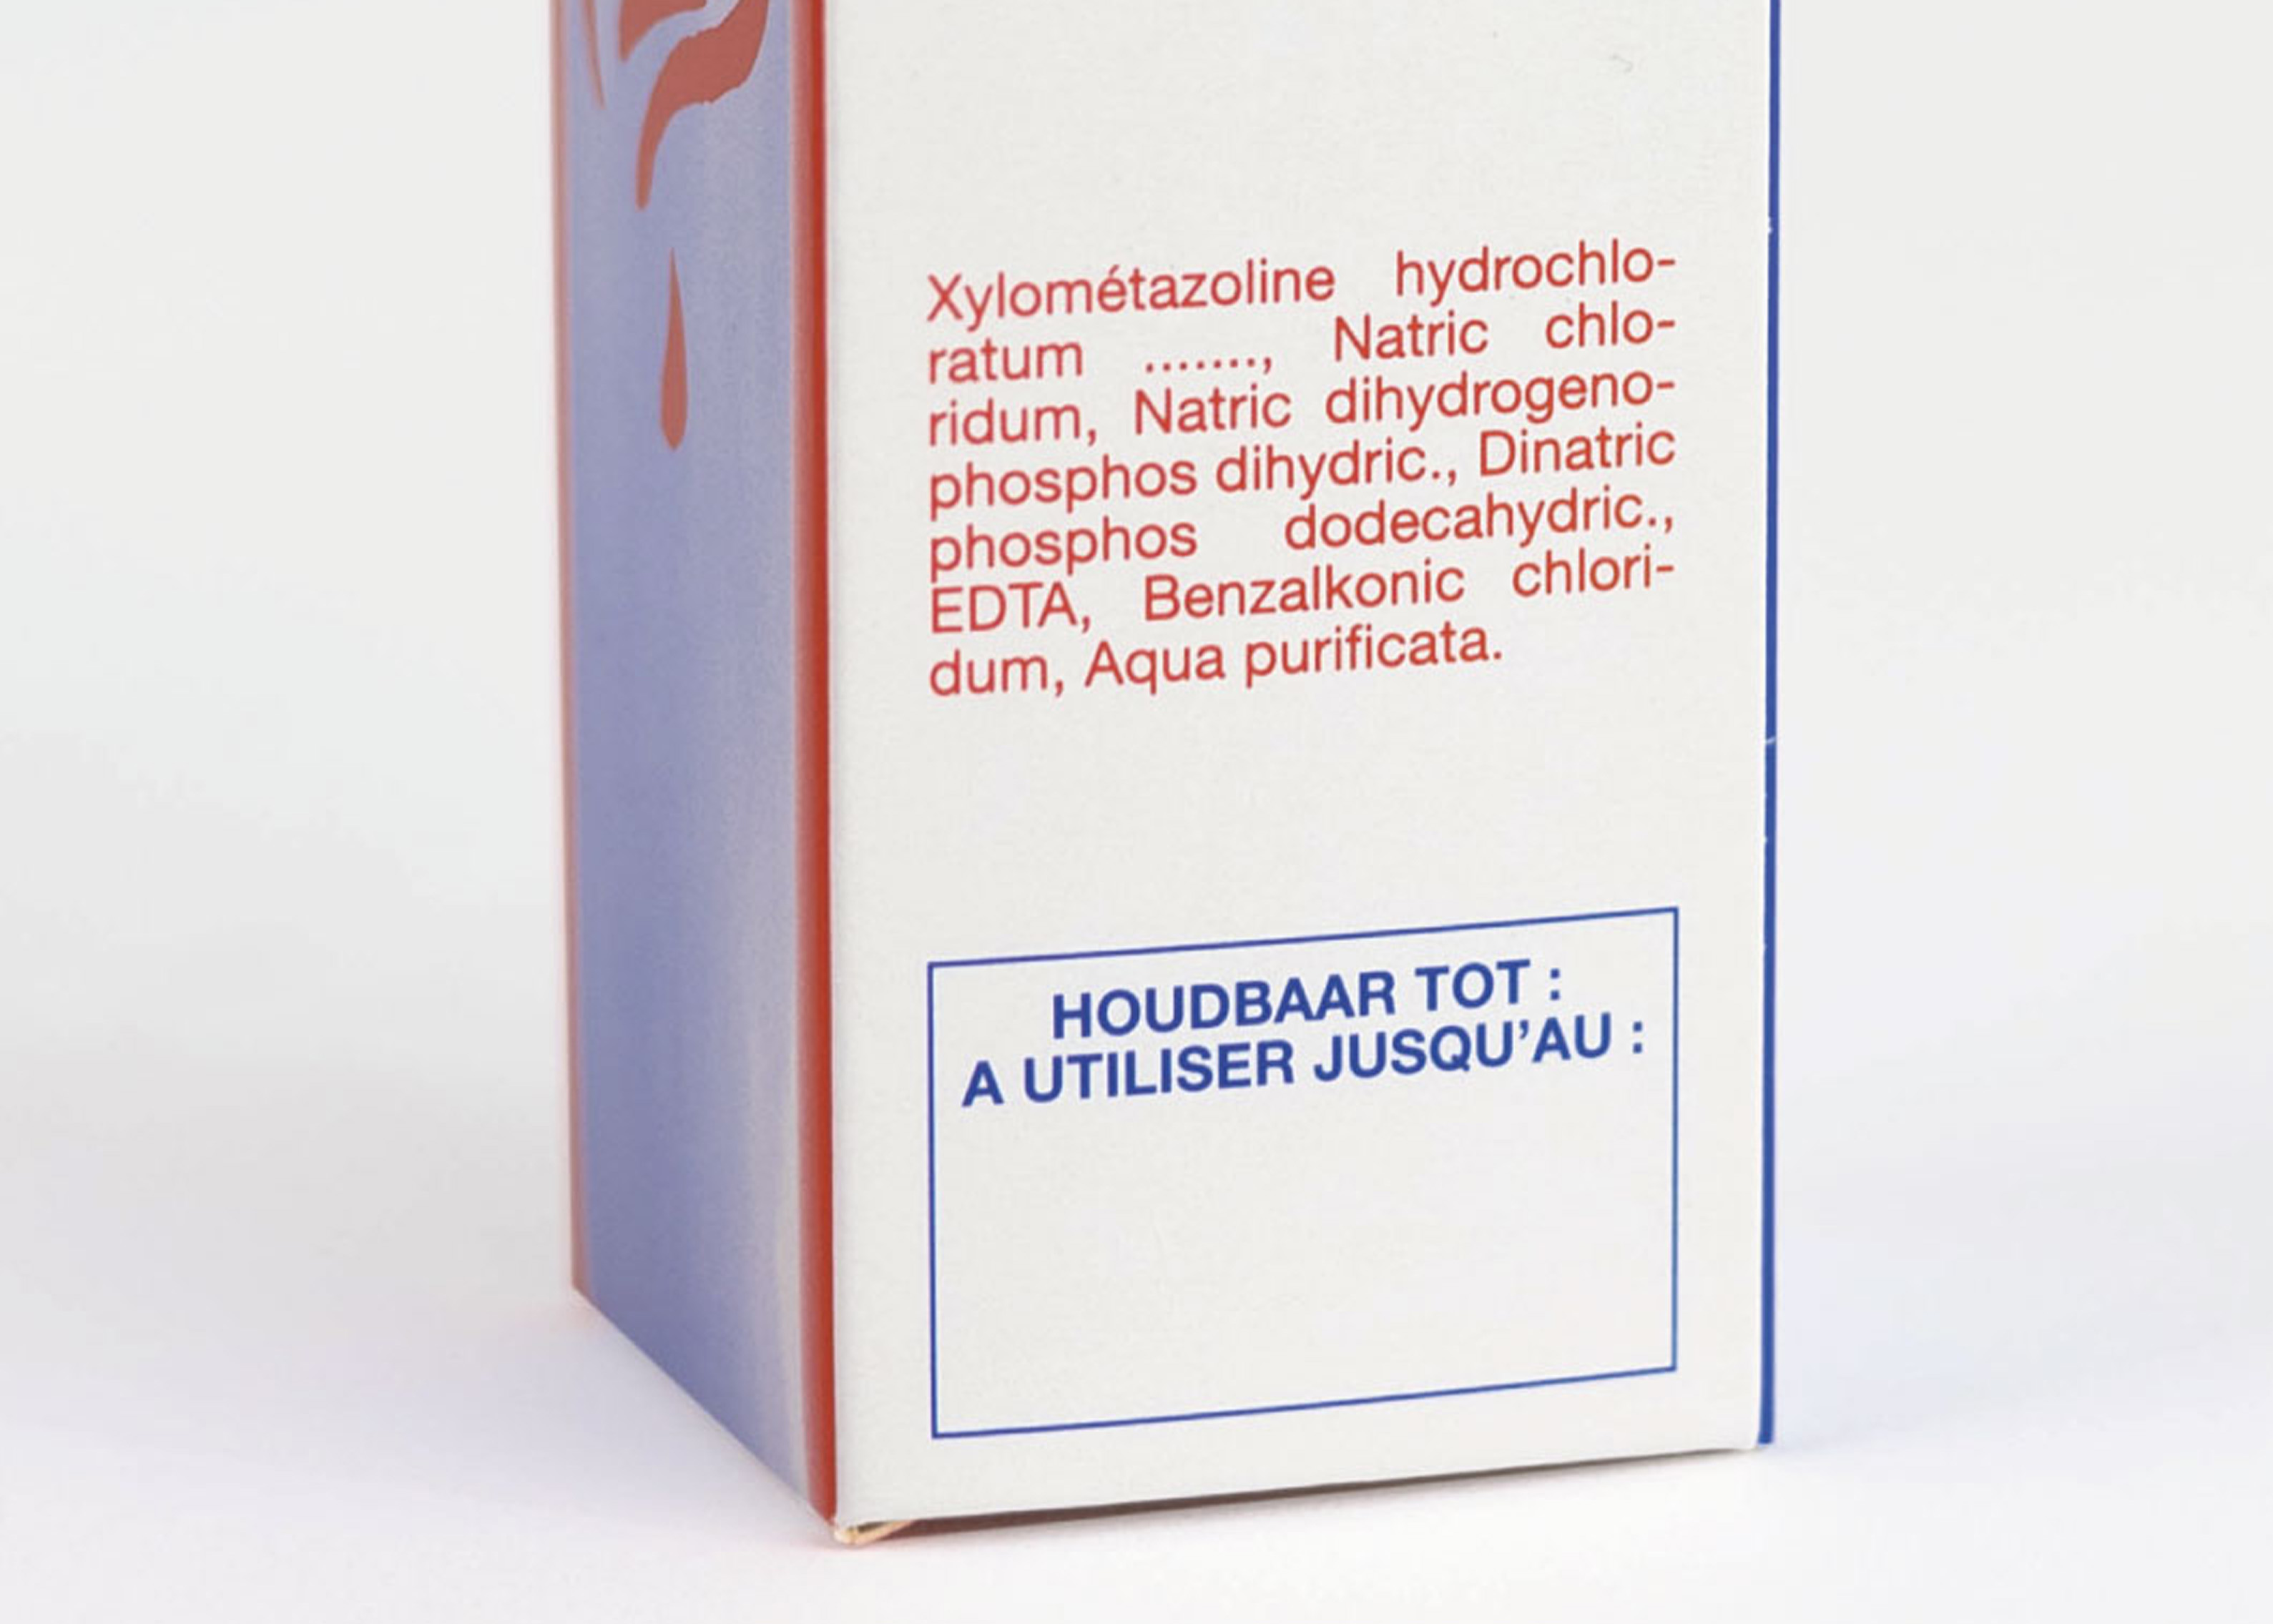 Xylométazoline hydrochlo-
ratum ......., Natric chlo-
ridum, Natric dihydrogeno-
phosphos dihydric., Dinatric
phosphos dodecahydric.,
EDTA, Benzalkonic chlori-
dum, Aqua purificata.
HOUDBAAR TOT :
A UTILISER JUSQU’AU :